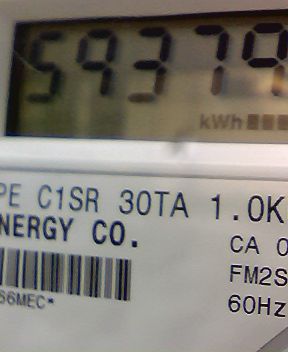 59379
kWh
PE C1SR 30TA 1.0K
NERGY CO.
CA 0
FM2S
S6MEC*
60Hz